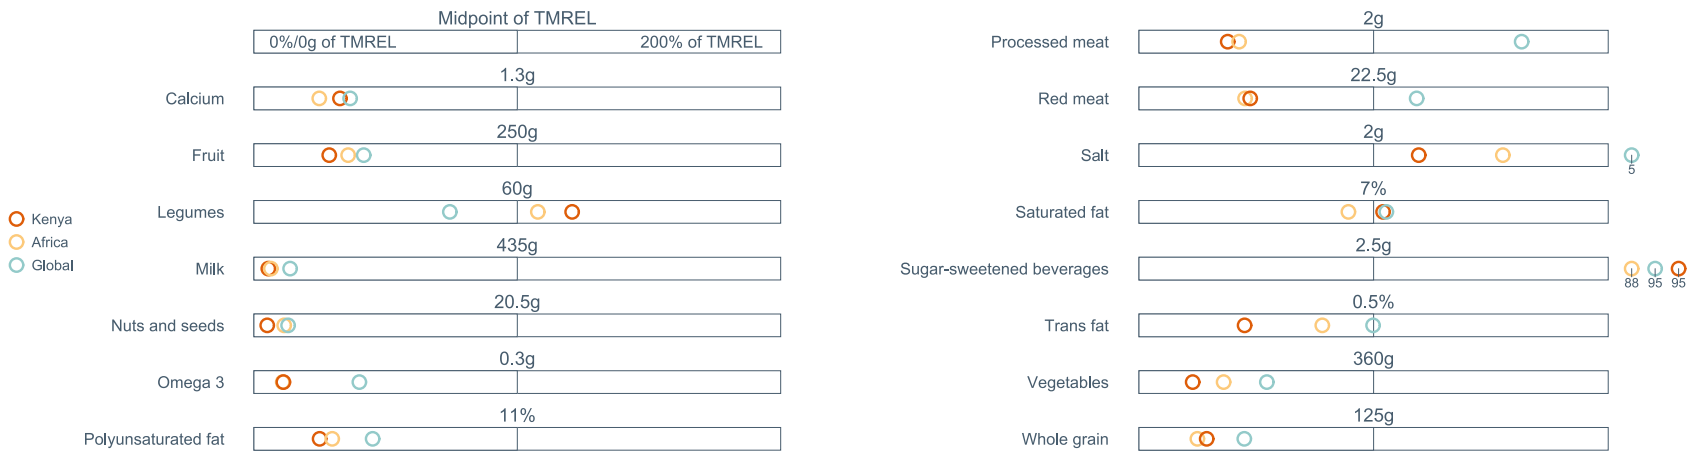 Midpoint of TMREL
0%/0g of TMREL
200% of TMREL
1.3g
Calcium
250g
Fruit
60g
Legumes
435g
Milk
20.5g
Nuts and seeds
0.3g
Omega 3
11%
Polyunsaturated fat
Kenya
Africa
Global
2g
Processed meat
22.5g
Red meat
2g
Salt
5
7%
Saturated fat
2.5g
Sugar-sweetened beverages
88 95 95
0.5%
Trans fat
360g
Vegetables
125g
Whole grain